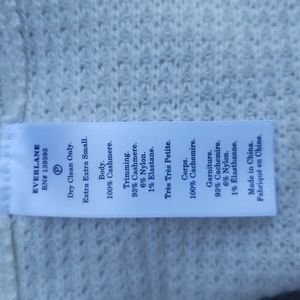 EVERLANE
RN# 139393
P
Dry Clean Only.
Extra Extra Small.
Body.
100% Cashmere.
Trimming.
93% Cashmere.
6% Nylon.
1% Elastane.
Très Très Petite.
Corps.
100% Cachemire.
Garniture.
93% Cachemire.
6% Nylon.
1% Élasthanne.
Made in China.
Fabriqué en Chine.